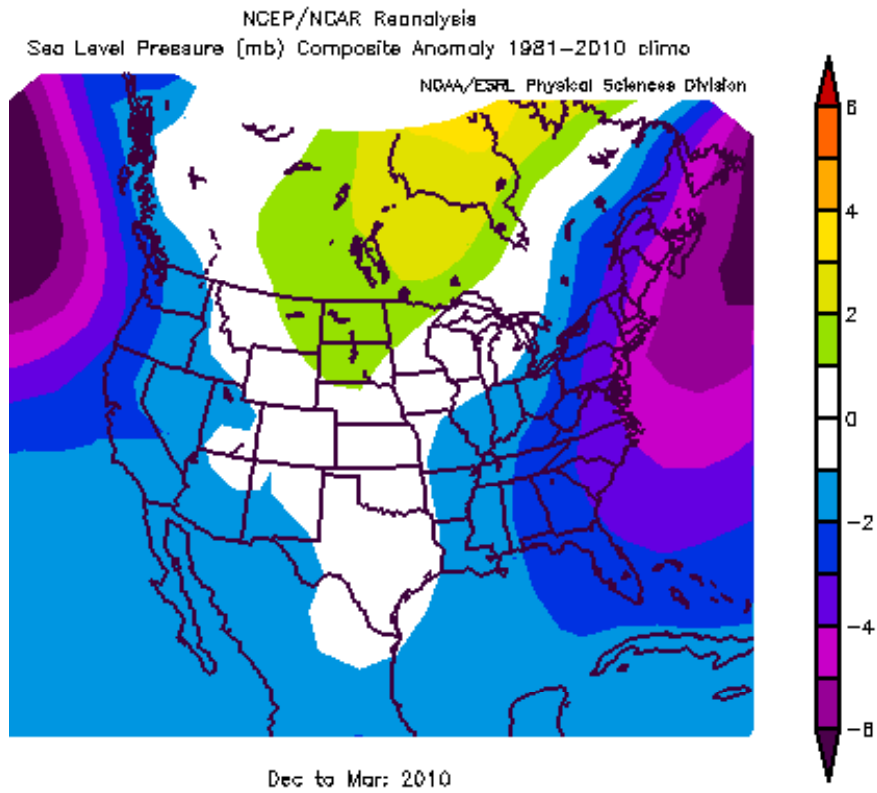 NCEP/NCAR Reanalysis
Sea Level Pressure (mb) Composite Anomaly 1981-2010 climo
NOAA/ESRL Physical Sciences Division
6
4
2
0
-2
-4
-6
Dec to Mar: 2010